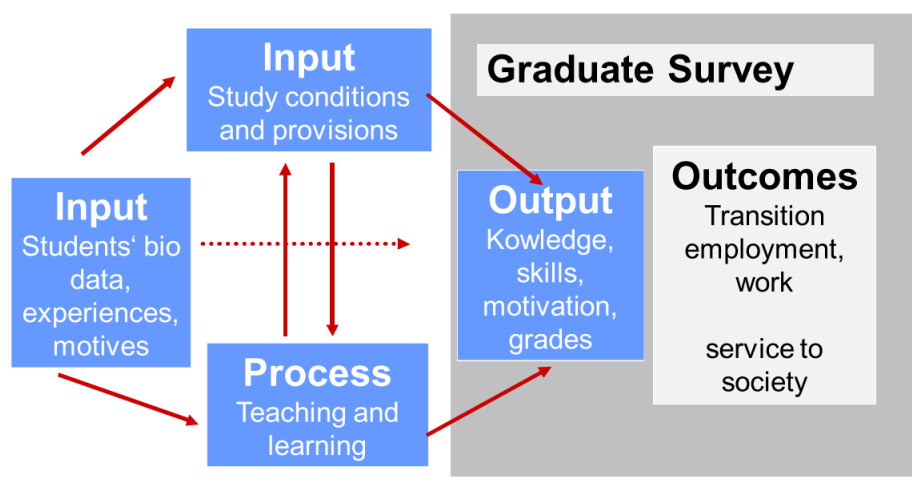 Input
Study conditions
and provisions
Graduate Survey
Input
Students‘ bio
data,
experiences,
motives
Output
Kowledge,
skills,
motivation,
grades
Outcomes
Transition
employment,
work
service to
society
Process
Teaching and
learning